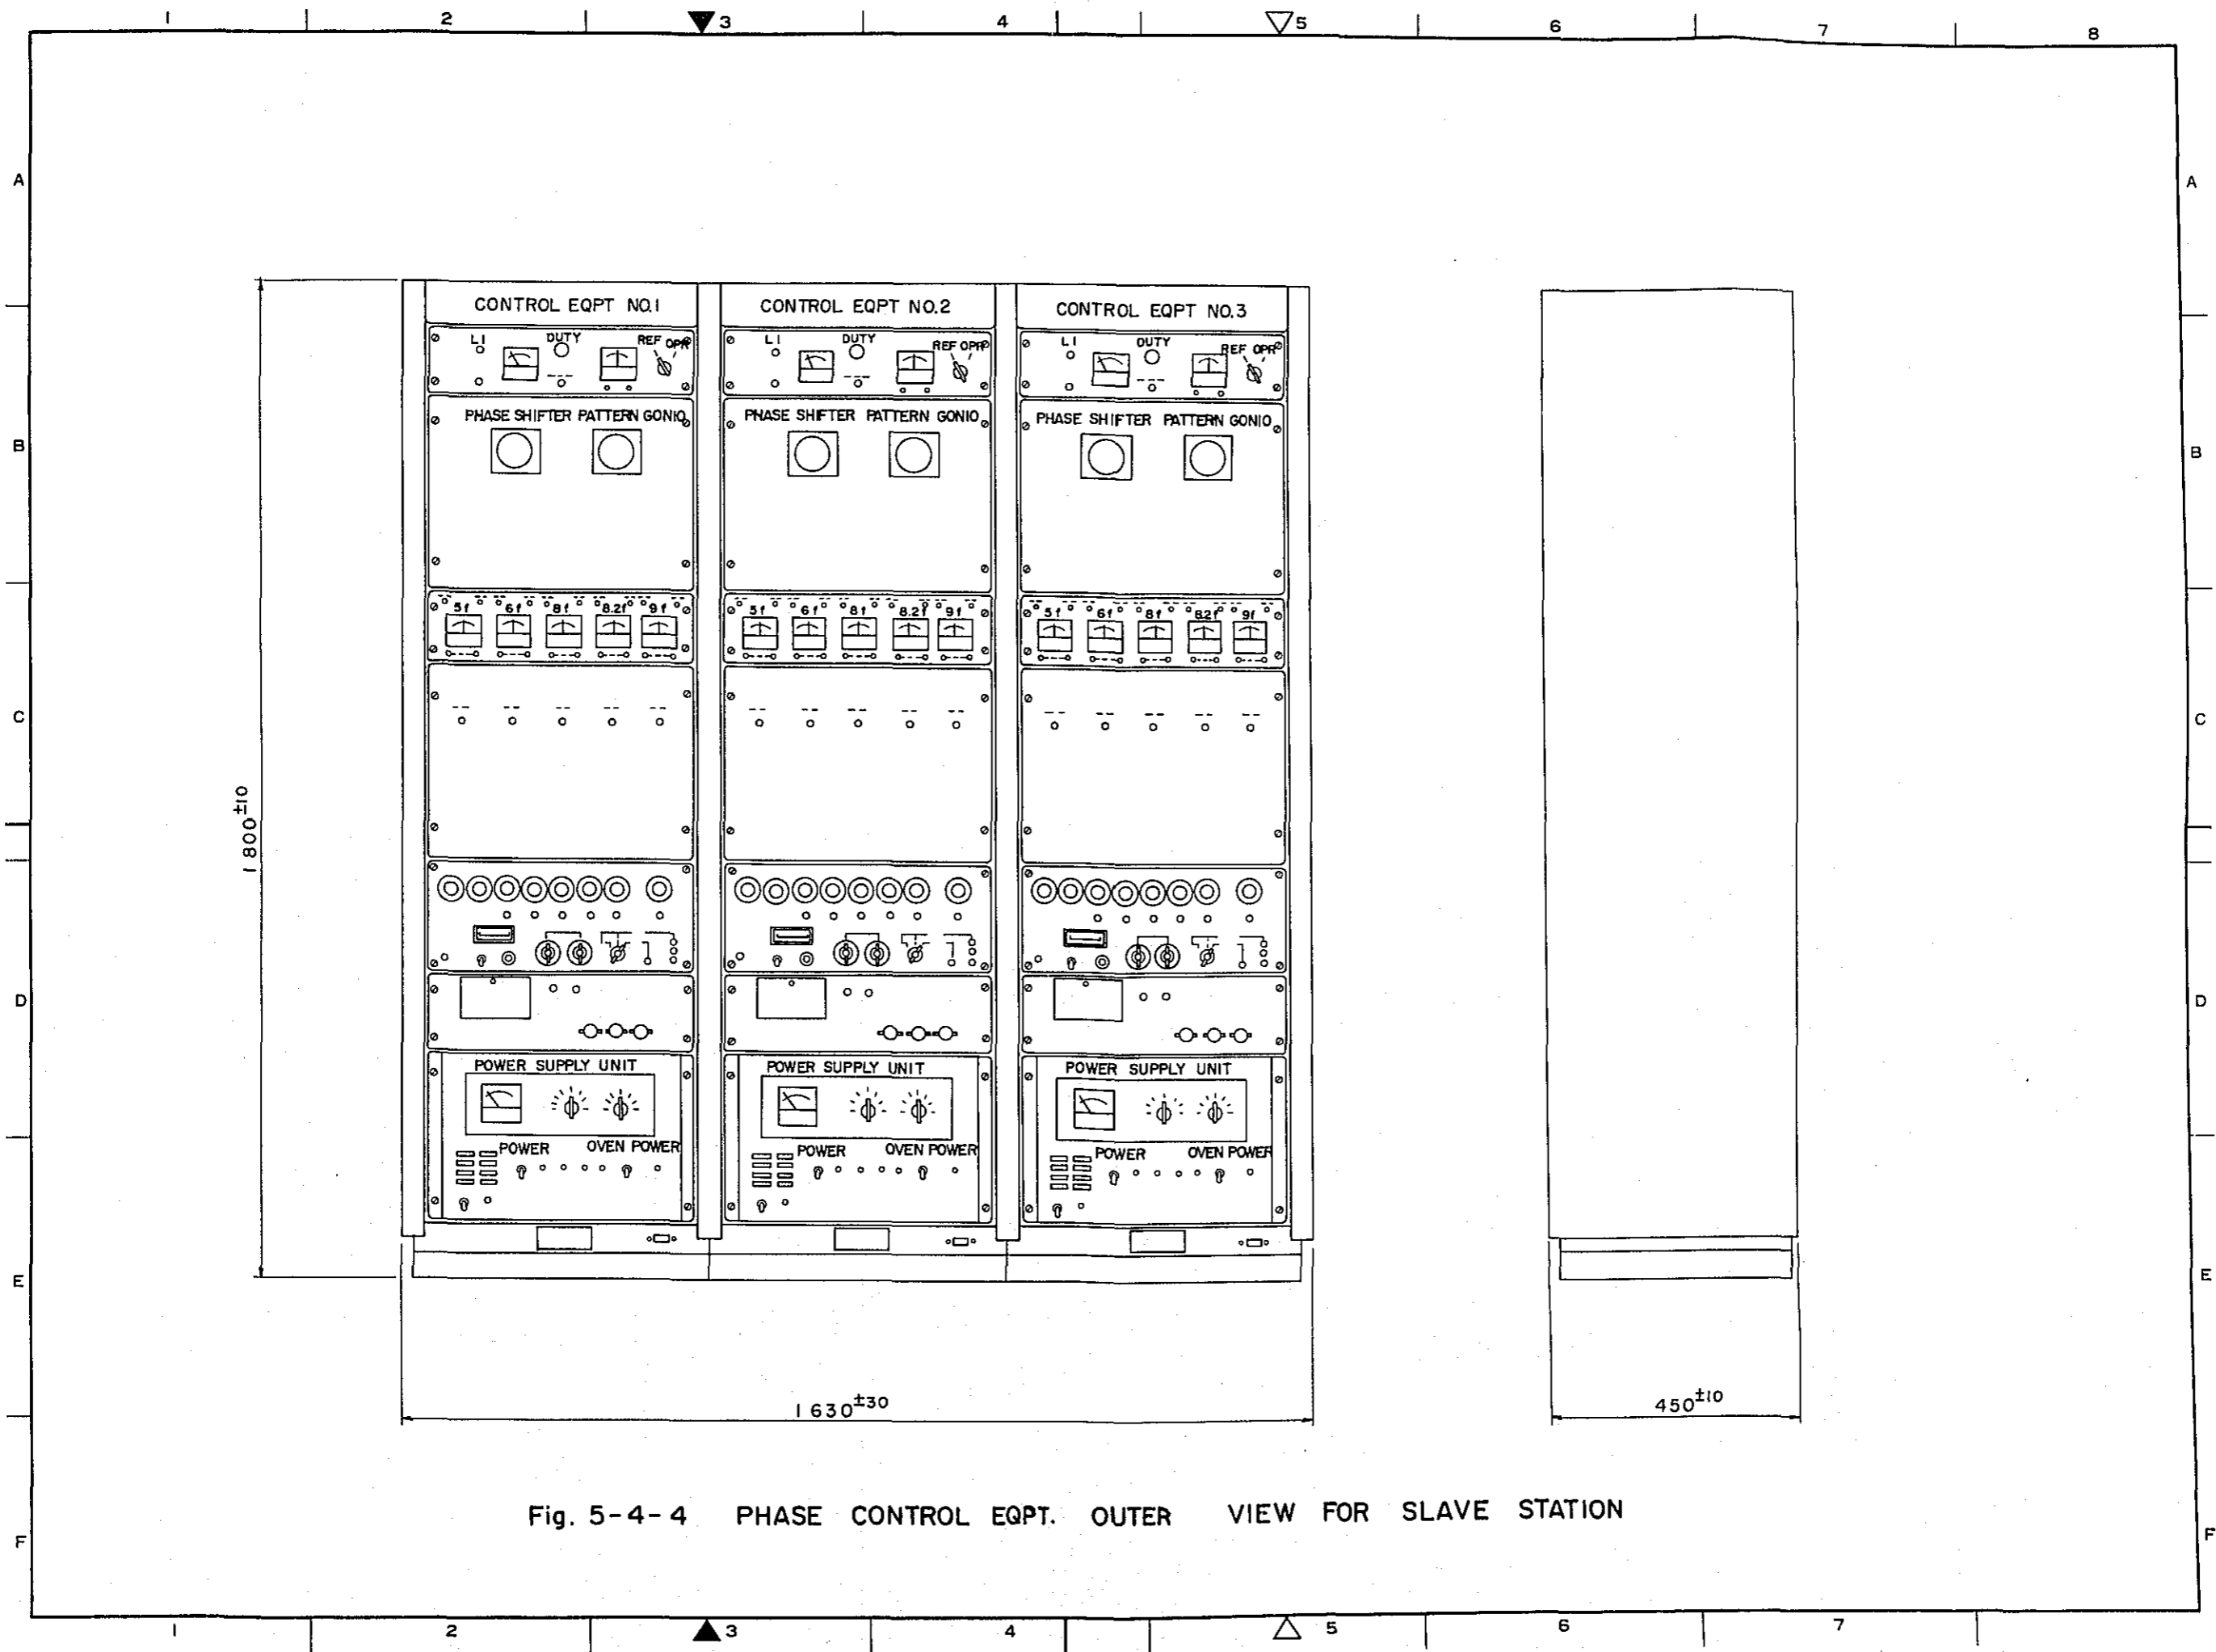 1 2 3 4 5 6 7 8
A A
CONTROL EQPT NO.1 CONTROL EQPT NO.2 CONTROL EQPT NO.3
L1 DUTY REF OPR L1 DUTY REF OPR L1 DUTY REF OPR
PHASE SHIFTER PATTERN GONIO PHASE SHIFTER PATTERN GONIO PHASE SHIFTER PATTERN GONIO
B B
5f 6f 8f 8.2f 9f 5f 6f 8f 8.2f 9f 5f 6f 8f 8.2f 9f
C C
1800±10
D D
POWER SUPPLY UNIT POWER SUPPLY UNIT POWER SUPPLY UNIT
POWER OVEN POWER POWER OVEN POWER POWER OVEN POWER
E E
1630±30 450±10
Fig. 5-4-4 PHASE CONTROL EQPT. OUTER VIEW FOR SLAVE STATION
F F
1 2 3 4 5 6 7